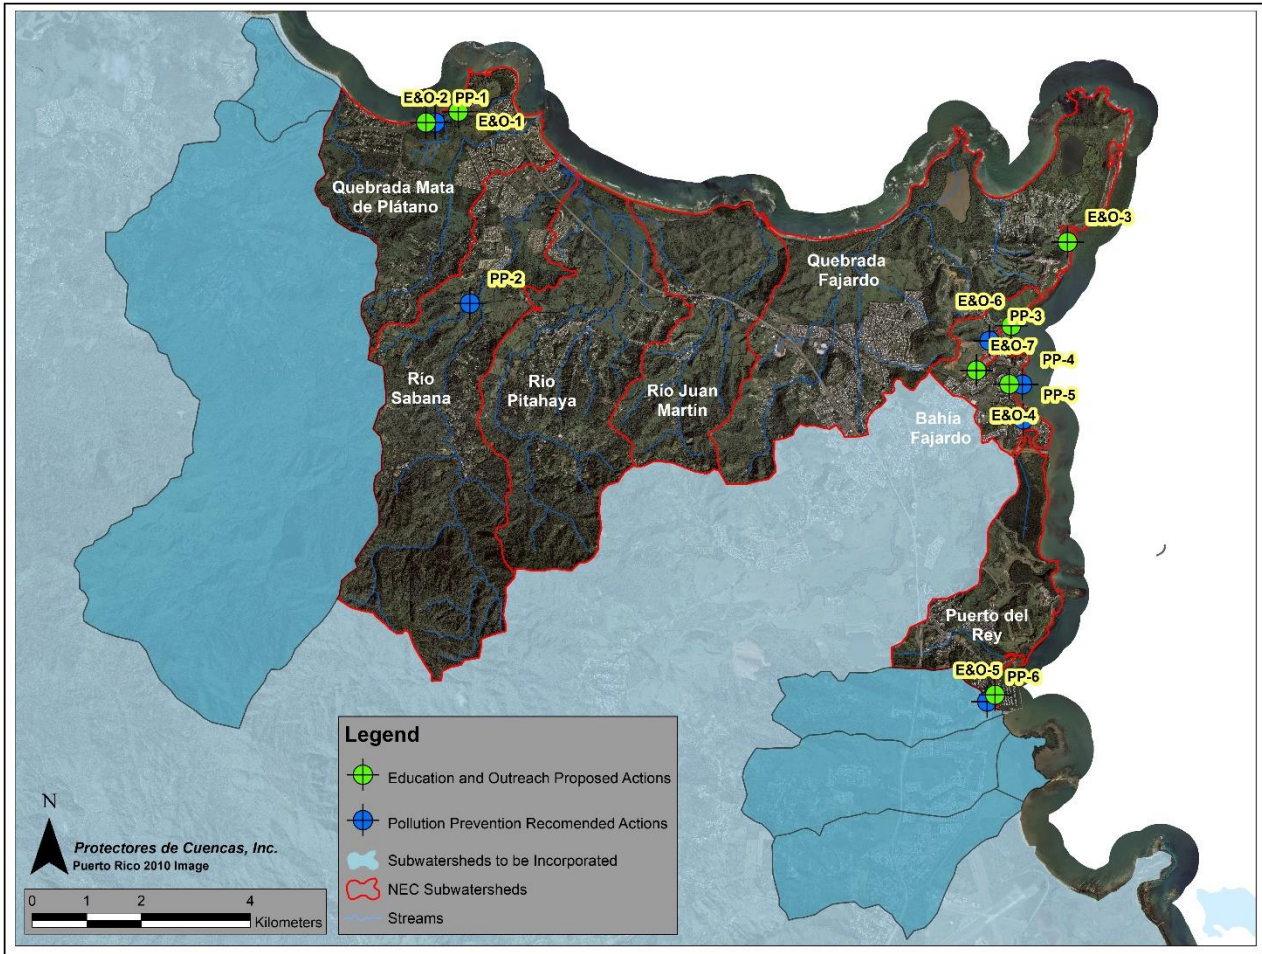 E&O-2
PP-1
E&O-1
Quebrada Mata
de Plátano
E&O-3
Quebrada
Fajardo
PP-2
E&O-6
PP-3
E&O-7
PP-4
PP-5
Río
Sabana
Rio
Pitahaya
Río Juan
Martín
E&O-4
Bahía
Fajardo
Puerto del
Rey
E&O-5
PP-6
Legend
Education and Outreach Proposed Actions
Pollution Prevention Recomended Actions
Subwatersheds to be Incorporated
NEC Subwatersheds
Streams
N
Protectores de Cuencas, Inc.
Puerto Rico 2010 Image
0 1 2 4
Kilometers